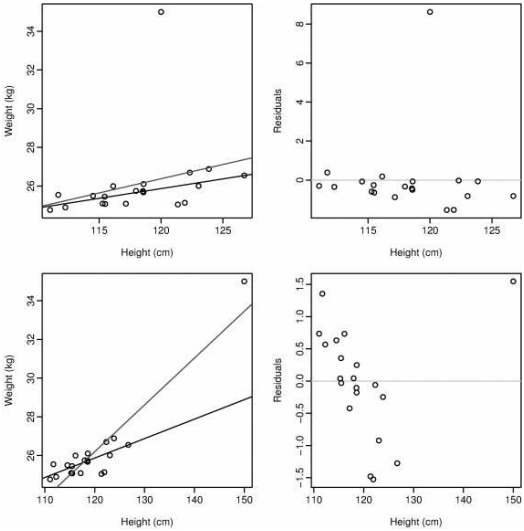 34
32
30
28
26
Weight (kg)
115 120 125
Height (cm)
8
6
4
2
0
Residuals
115 120 125
Height (cm)
34
32
30
28
26
Weight (kg)
110 120 130 140 150
Height (cm)
1.5
1.0
0.5
0.0
−0.5
−1.0
−1.5
Residuals
110 120 130 140 150
Height (cm)